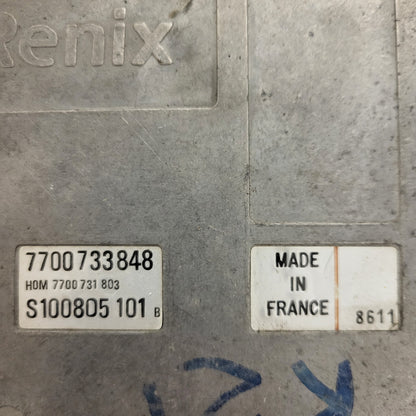 Renix
7700733848
HOM 7700 731 803
S100805 101 B
MADE
IN
FRANCE
8611